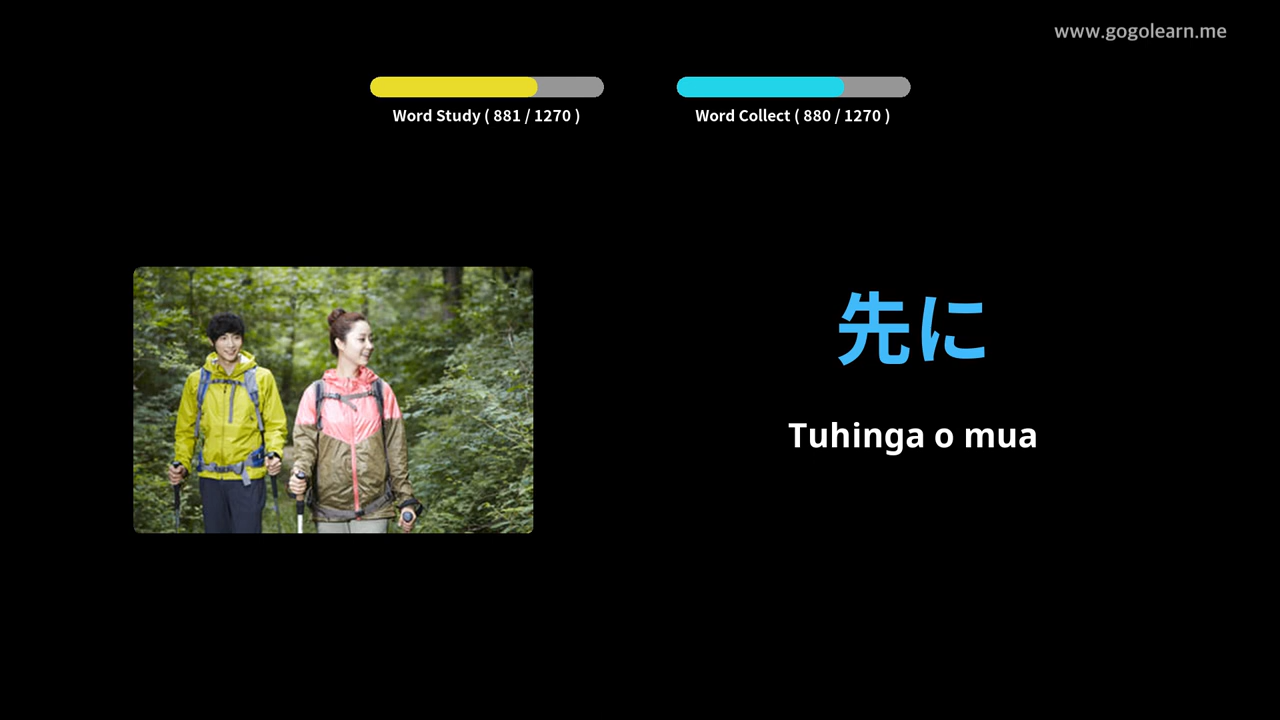 www.gogolearn.me
Word Study ( 881 / 1270 )
Word Collect ( 880 / 1270 )
先に
Tuhinga o mua